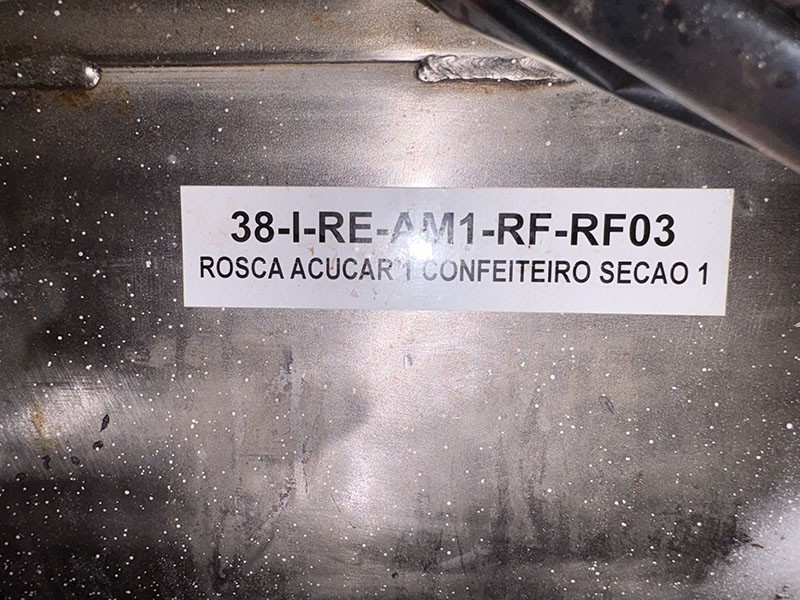 38-I-RE-AM1-RF-RF03
ROSCA ACUCAR 1 CONFEITEIRO SECAO 1